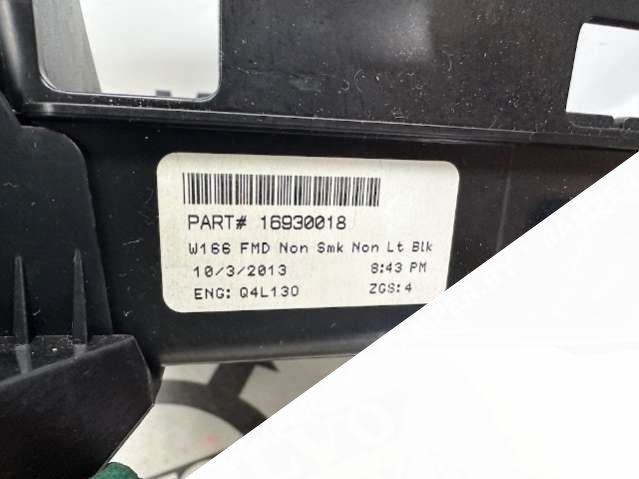 PART# 16930018
W166 FMD Non Smk Non Lt Blk
10/3/2013 8:43 PM
ENG: Q4L130 ZGS:4